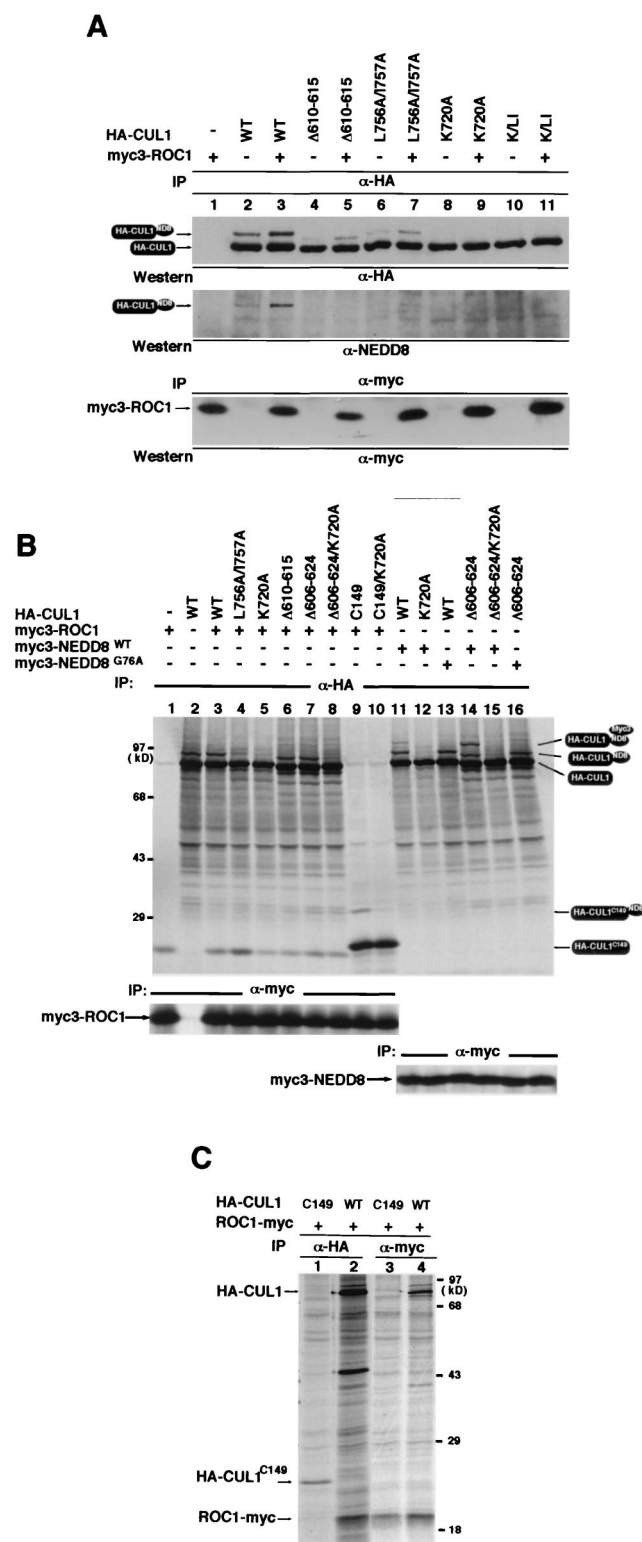 A
HA-CUL1 - WT WT Δ610-615 Δ610-615 L756A/I757A L756A/I757A K720A K720A K/LI K/LI
myc3-ROC1 + - + - + - + - + - +
IP α-HA
1 2 3 4 5 6 7 8 9 10 11
HA-CUL1 ND8
HA-CUL1
Western α-HA
HA-CUL1 ND8
Western α-NEDD8
IP α-myc
myc3-ROC1
Western α-myc
B
HA-CUL1 - WT WT L756A/I757A K720A Δ610-615 Δ606-624 Δ606-624/K720A C149 C149/K720A WT K720A WT Δ606-624 Δ606-624/K720A Δ606-624
myc3-ROC1 + - + + + + + + + + - - - - - -
myc3-NEDD8 WT - - - - - - - - - - + + - + + -
myc3-NEDD8 G76A - - - - - - - - - - - - + - - +
IP: α-HA
1 2 3 4 5 6 7 8 9 10 11 12 13 14 15 16
Myc3
HA-CUL1 ND8
97
(kD)
HA-CUL1 ND8
HA-CUL1
68
43
29
HA-CUL1C149 ND8
HA-CUL1C149
IP: α-myc
myc3-ROC1
IP: α-myc
myc3-NEDD8
C
HA-CUL1 C149 WT C149 WT
ROC1-myc + + + +
IP α-HA α-myc
1 2 3 4
HA-CUL1
97
(kD)
68
43
29
HA-CUL1C149
ROC1-myc
18